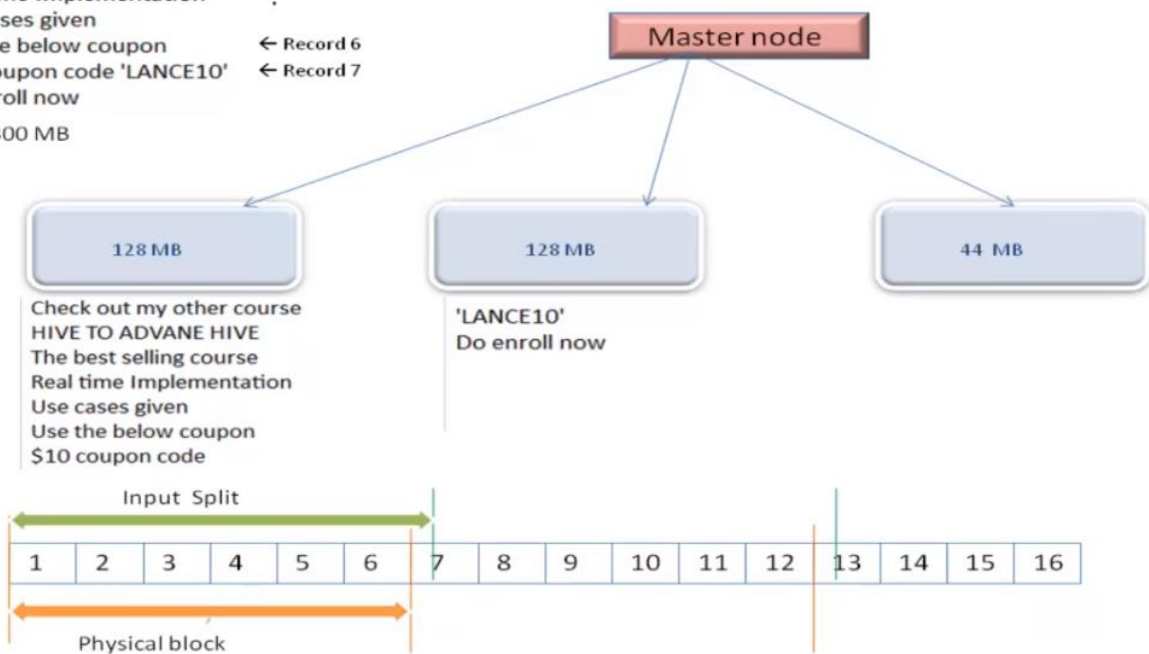 ses given
e below coupon ← Record 6
oupon code 'LANCE10' ← Record 7
roll now
300 MB
Master node
128 MB
128 MB
44 MB
Check out my other course
HIVE TO ADVANE HIVE
The best selling course
Real time Implementation
Use cases given
Use the below coupon
$10 coupon code
'LANCE10'
Do enroll now
Input Split
1 2 3 4 5 6 7 8 9 10 11 12 13 14 15 16
Physical block